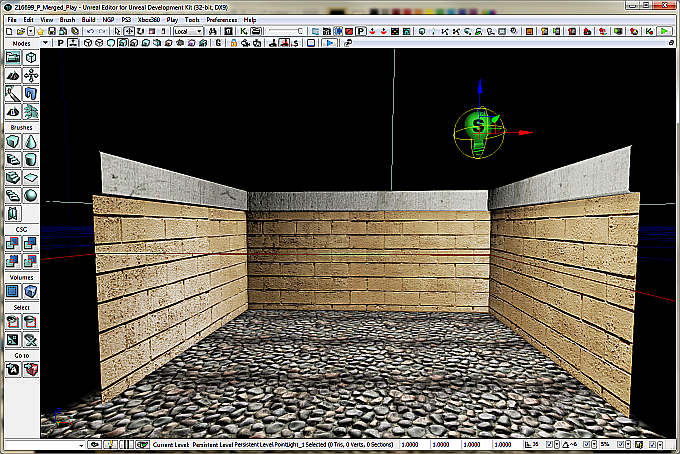 216699_P_Merged_Play - Unreal Editor for Unreal Development Kit (32-bit, DX9)
File Edit View Brush Build NGP PS3 Xbox360 Play Tools Preferences Help
Local
Modes
P
G
Brushes
S
CSG
Volumes
Select
Go to
Current Level: Persistent Level Persistent Level.PointLight_1 Selected (0 Tris, 0 Verts, 0 Sections) 1.0000 1.0000 1.0000 1.0000 5%